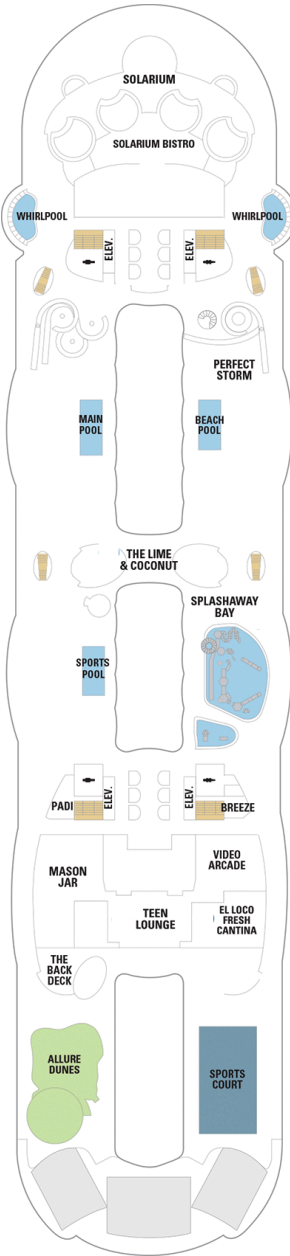 SOLARIUM
SOLARIUM BISTRO
WHIRLPOOL
WHIRLPOOL
ELEV.
ELEV.
PERFECT
STORM
MAIN
POOL
BEACH
POOL
THE LIME
& COCONUT
SPLASHAWAY
BAY
SPORTS
POOL
ELEV.
ELEV.
PADI
BREEZE
MASON
JAR
VIDEO
ARCADE
TEEN
LOUNGE
EL LOCO
FRESH
CANTINA
THE
BACK
DECK
ALLURE
DUNES
SPORTS
COURT